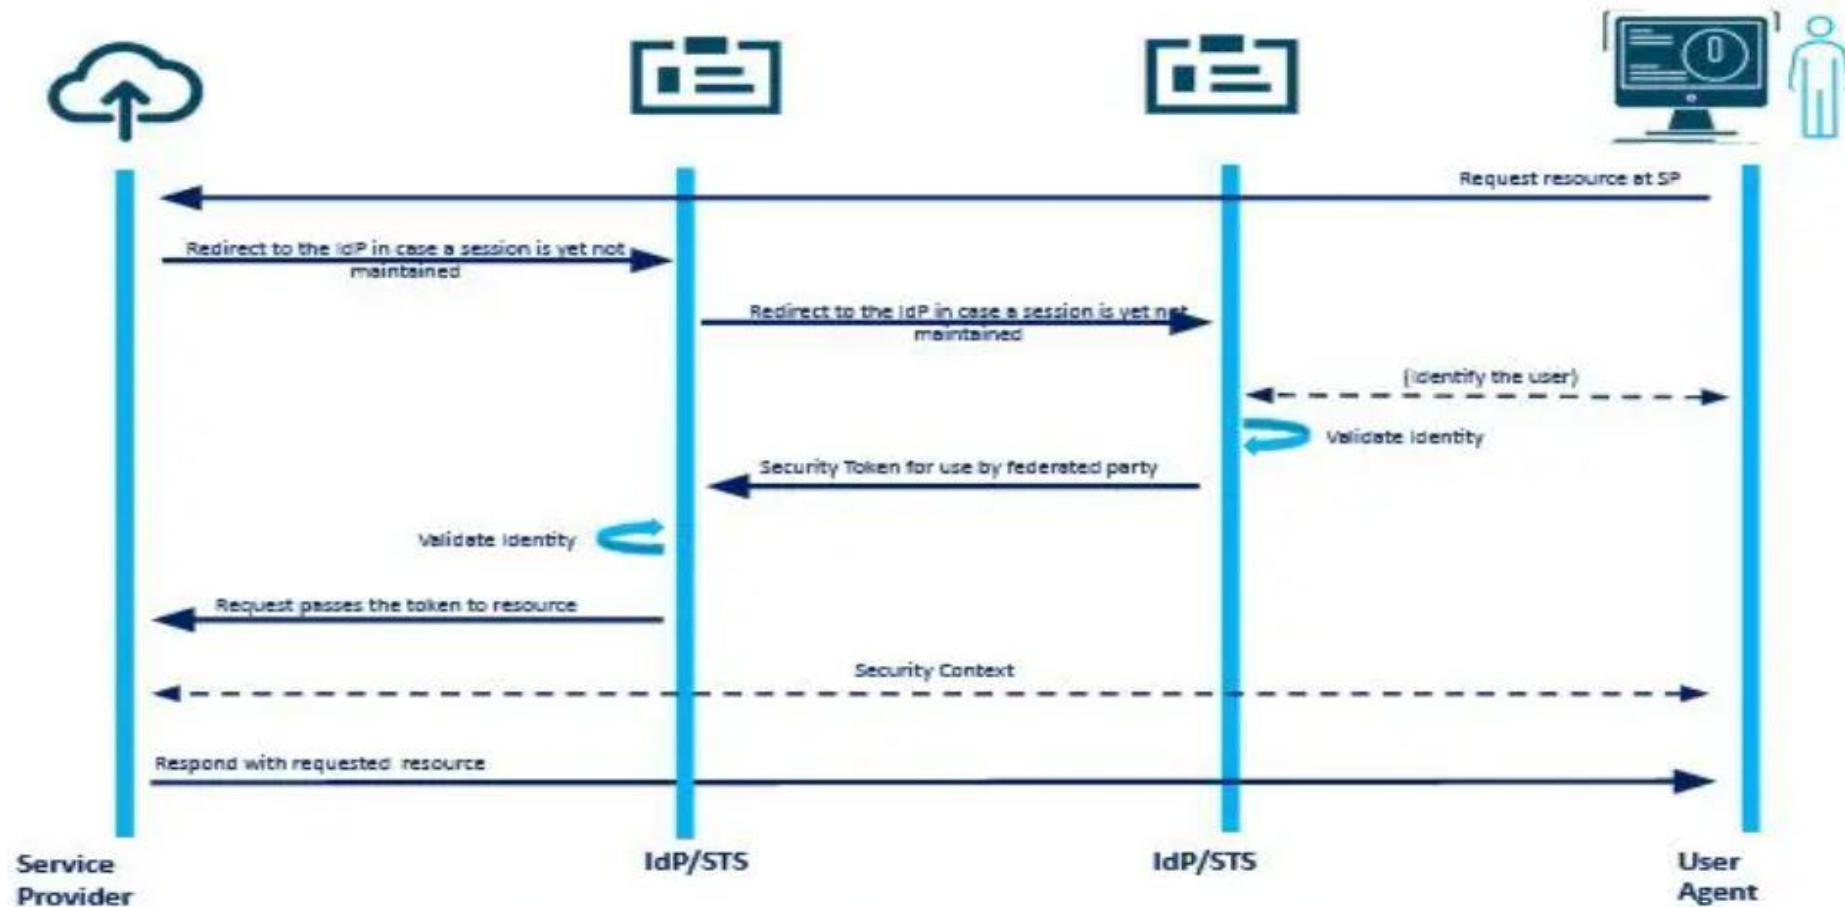 Request resource at SP
Redirect to the IdP in case a session is yet not
maintained
Redirect to the IdP in case a session is yet not
maintained
(Identify the user)
Validate Identity
Security Token for use by federated party
Validate Identity
Request passes the token to resource
Security Context
Respond with requested resource
Service
Provider
IdP/STS
IdP/STS
User
Agent